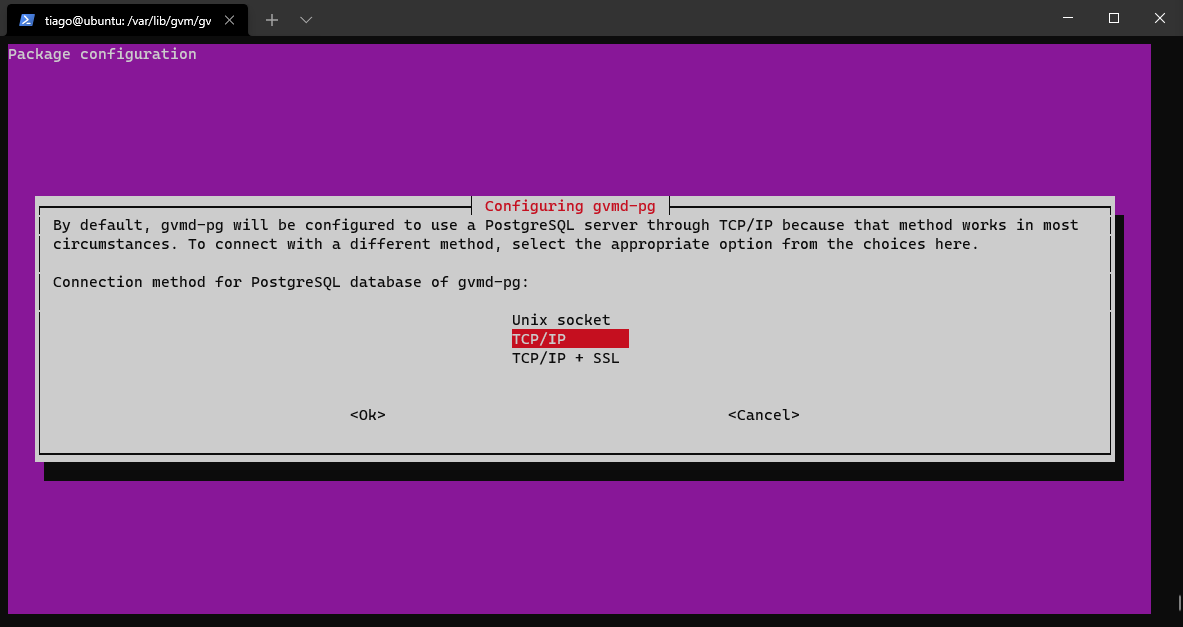 tiago@ubuntu: /var/lib/gvm/gv
Package configuration
Configuring gvmd-pg
By default, gvmd-pg will be configured to use a PostgreSQL server through TCP/IP because that method works in most
circumstances. To connect with a different method, select the appropriate option from the choices here.
Connection method for PostgreSQL database of gvmd-pg:
Unix socket
TCP/IP
TCP/IP + SSL
<Ok> <Cancel>